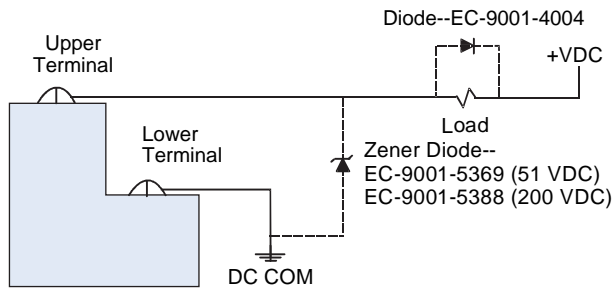 Diode--EC-9001-4004
Upper
Terminal
+VDC
Lower
Terminal
Load
Zener Diode--
EC-9001-5369 (51 VDC)
EC-9001-5388 (200 VDC)
DC COM